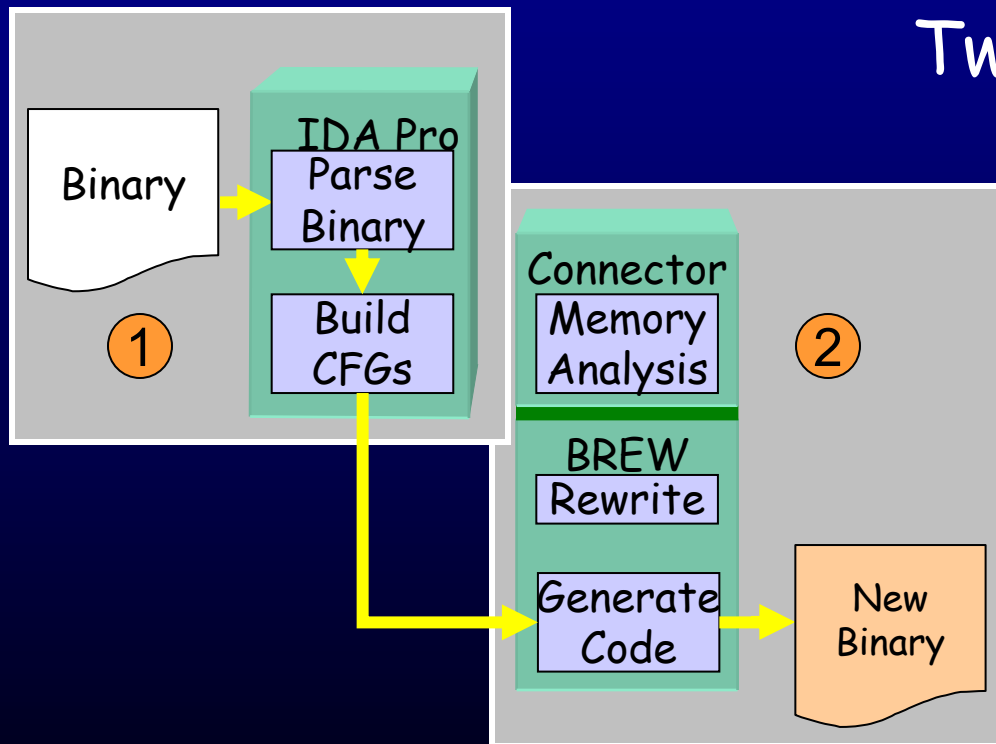 Tw
IDA Pro
Binary
Parse
Binary
Build
CFGs
1
Connector
Memory
Analysis
2
BREW
Rewrite
Generate
Code
New
Binary